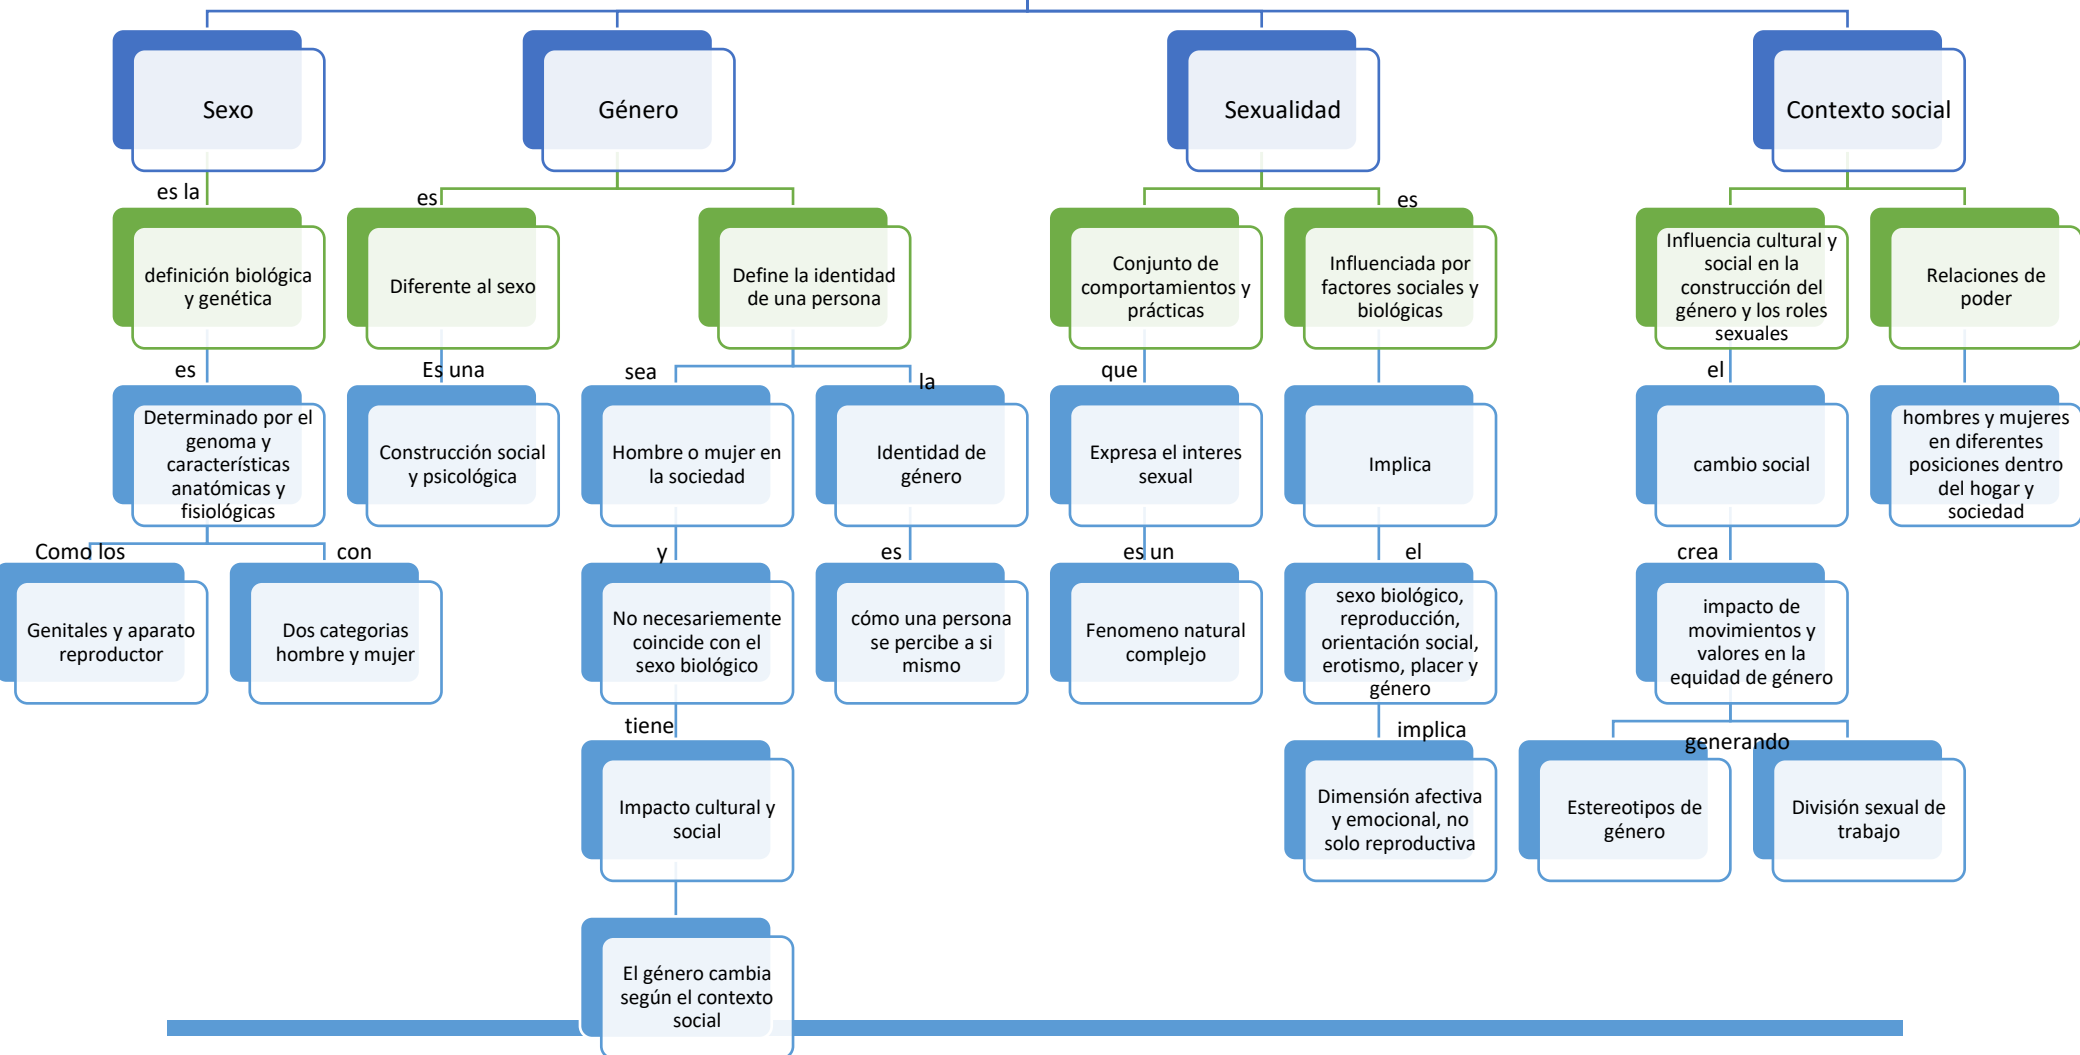 Sexo
Género
Sexualidad
Contexto social
es la
es
es
definición biológica
y genética
Diferente al sexo
Define la identidad
de una persona
Conjunto de
comportamientos y
prácticas
Influenciada por
factores sociales y
biológicas
Influencia cultural y
social en la
construcción del
género y los roles
sexuales
Relaciones de
poder
es
Es una
sea
la
que
el
Determinado por el
genoma y
características
anatómicas y
fisiológicas
Construcción social
y psicológica
Hombre o mujer en
la sociedad
Identidad de
género
Expresa el interes
sexual
Implica
cambio social
hombres y mujeres
en diferentes
posiciones dentro
del hogar y
sociedad
Como los
con
y
es
es un
el
crea
Genitales y aparato
reproductor
Dos categorias
hombre y mujer
No necesariemente
coincide con el
sexo biológico
cómo una persona
se percibe a si
mismo
Fenomeno natural
complejo
sexo biológico,
reproducción,
orientación social,
erotismo, placer y
género
impacto de
movimientos y
valores en la
equidad de género
tiene
implica
generando
Impacto cultural y
social
Dimensión afectiva
y emocional, no
solo reproductiva
Estereotipos de
género
División sexual de
trabajo
El género cambia
según el contexto
social